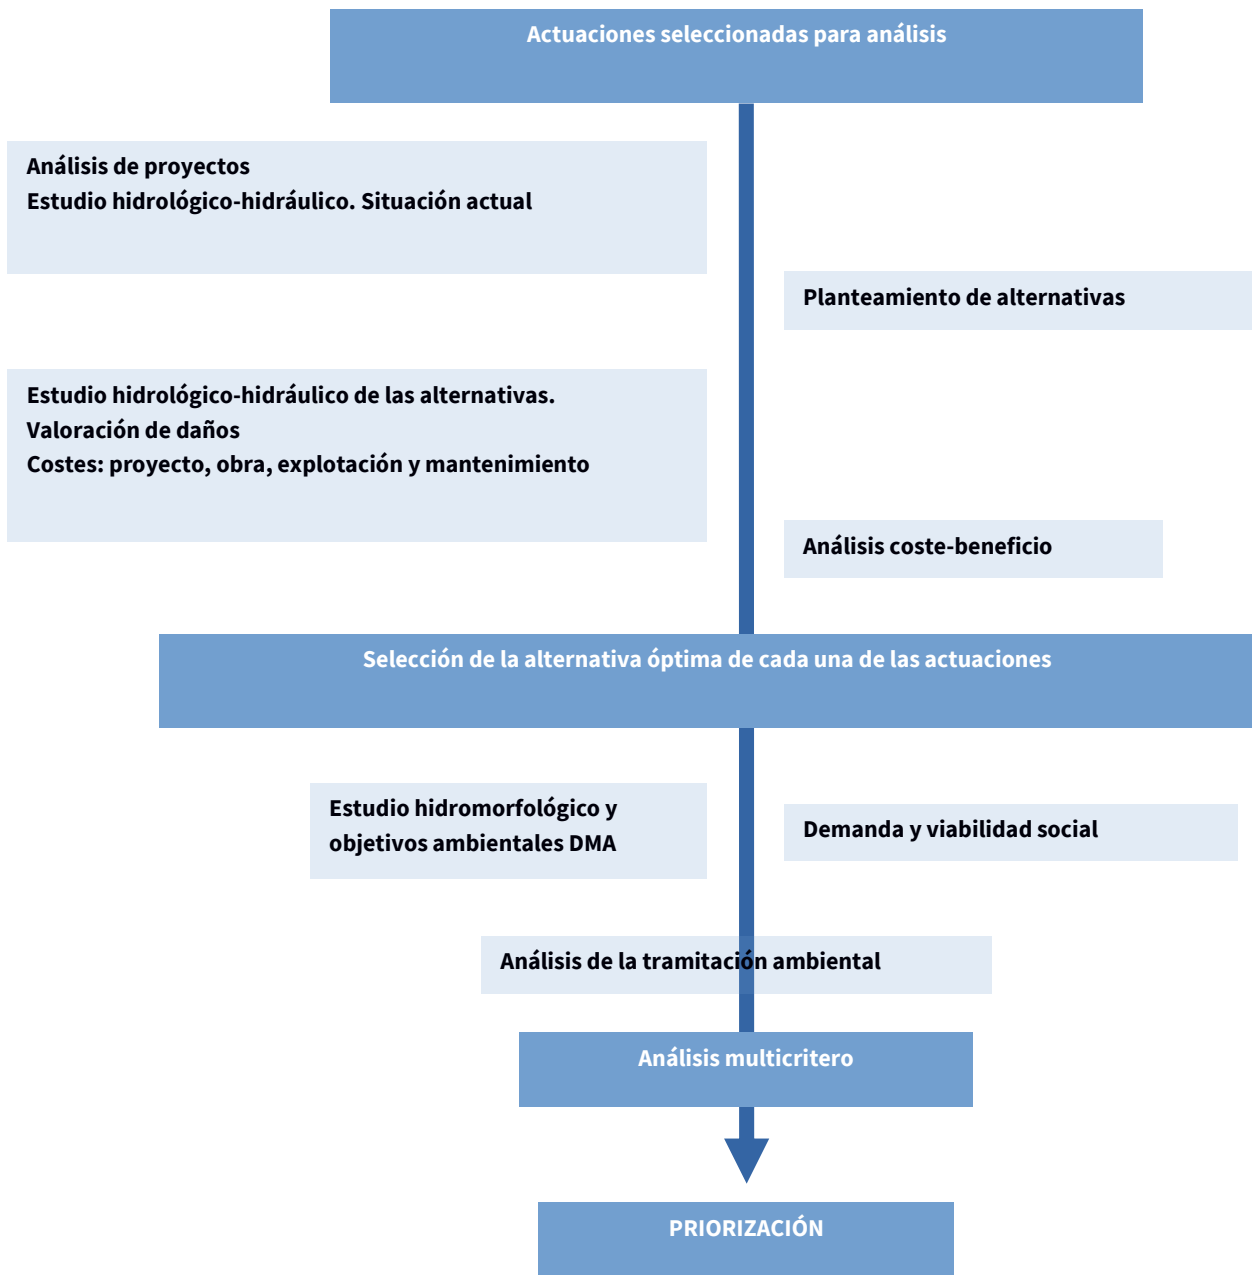 Actuaciones seleccionadas para análisis
Análisis de proyectos
Estudio hidrológico-hidráulico. Situación actual
Planteamiento de alternativas
Estudio hidrológico-hidráulico de las alternativas.
Valoración de daños
Costes: proyecto, obra, explotación y mantenimiento
Análisis coste-beneficio
Selección de la alternativa óptima de cada una de las actuaciones
Estudio hidromorfológico y
objetivos ambientales DMA
Demanda y viabilidad social
Análisis de la tramitación ambiental
Análisis multicritero
PRIORIZACIÓN